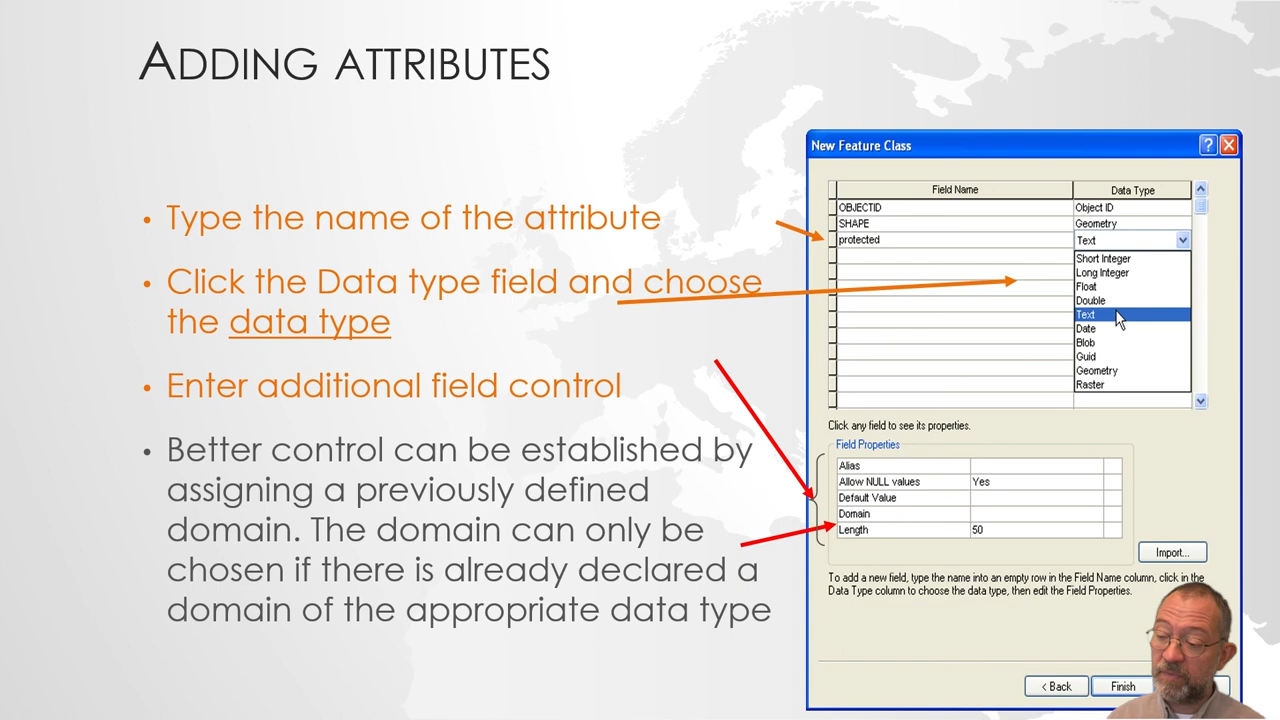 ADDING ATTRIBUTES
• Type the name of the attribute
• Click the Data type field and choose
the data type
• Enter additional field control
• Better control can be established by
assigning a previously defined
domain. The domain can only be
chosen if there is already declared a
domain of the appropriate data type
New Feature Class
Field Name Data Type
OBJECTID Object ID
SHAPE Geometry
protected Text
Short Integer
Long Integer
Float
Double
Text
Date
Blob
Guid
Geometry
Raster
Click any field to see its properties.
Field Properties
Alias
Allow NULL values Yes
Default Value
Domain
Length 50
Import...
To add a new field, type the name into an empty row in the Field Name column, click in the
Data Type column to choose the data type, then edit the Field Properties.
< Back Finish